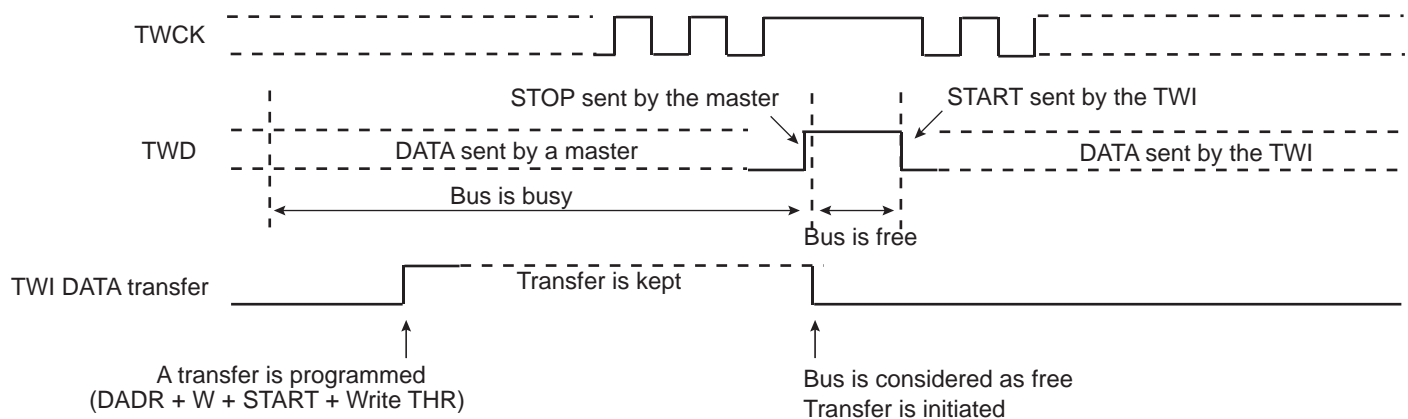 TWCK
STOP sent by the master
START sent by the TWI
TWD
DATA sent by a master
DATA sent by the TWI
Bus is busy
Bus is free
TWI DATA transfer
Transfer is kept
A transfer is programmed
(DADR + W + START + Write THR)
Bus is considered as free
Transfer is initiated